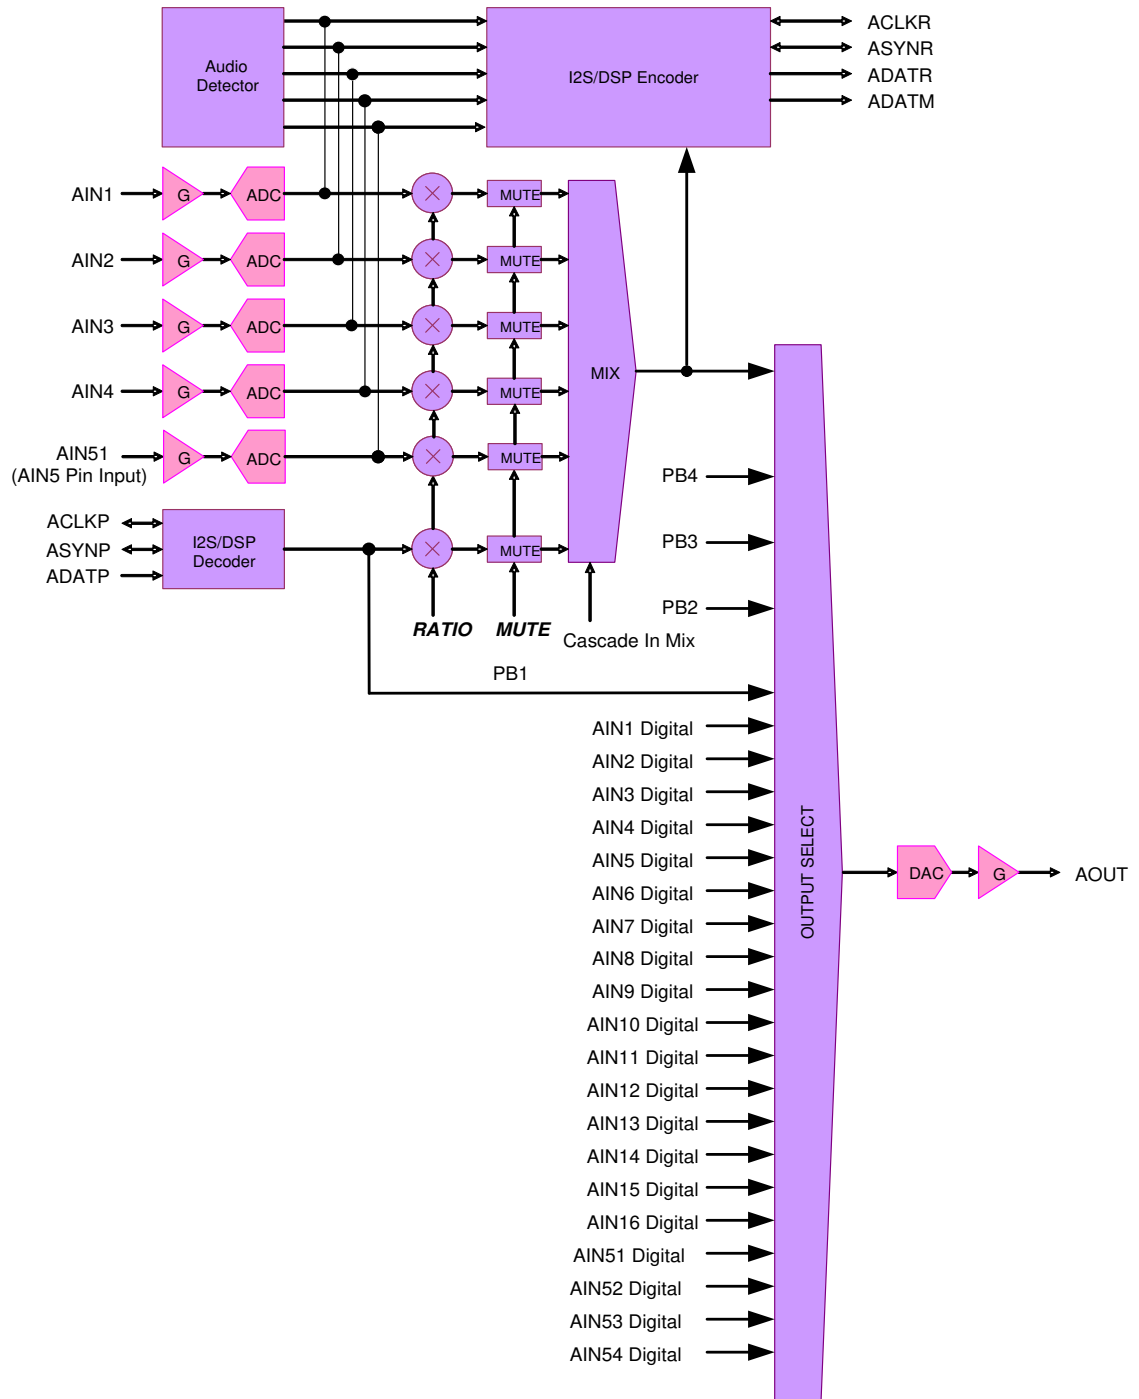 Audio
Detector
I2S/DSP Encoder
ACLKR
ASYNR
ADATR
ADATM
AIN1
G
ADC
MUTE
AIN2
G
ADC
MUTE
AIN3
G
ADC
MUTE
AIN4
G
ADC
MUTE
MIX
AIN51
(AIN5 Pin Input)
G
ADC
MUTE
ACLKP
ASYNP
ADATP
I2S/DSP
Decoder
MUTE
RATIO
MUTE
Cascade In Mix
PB4
PB3
PB2
PB1
AIN1 Digital
AIN2 Digital
AIN3 Digital
AIN4 Digital
AIN5 Digital
AIN6 Digital
AIN7 Digital
AIN8 Digital
AIN9 Digital
AIN10 Digital
AIN11 Digital
AIN12 Digital
AIN13 Digital
AIN14 Digital
AIN15 Digital
AIN16 Digital
AIN51 Digital
AIN52 Digital
AIN53 Digital
AIN54 Digital
OUTPUT SELECT
DAC
G
AOUT